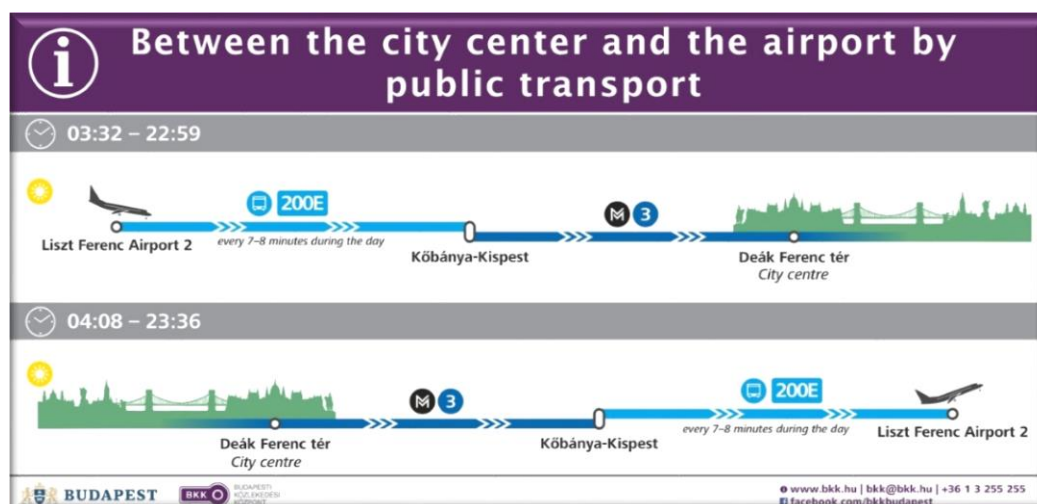 i Between the city center and the airport by
public transport
03:32 – 22:59
200E
M 3
every 7–8 minutes during the day
Liszt Ferenc Airport 2
Kőbánya-Kispest
Deák Ferenc tér
City centre
04:08 – 23:36
M 3
200E
Deák Ferenc tér
City centre
Kőbánya-Kispest
every 7–8 minutes during the day
Liszt Ferenc Airport 2
BUDAPEST
BKK
BUDAPESTI
KÖZLEKEDÉSI
KÖZPONT
www.bkk.hu | bkk@bkk.hu | +36 1 3 255 255
facebook.com/bkkbudapest